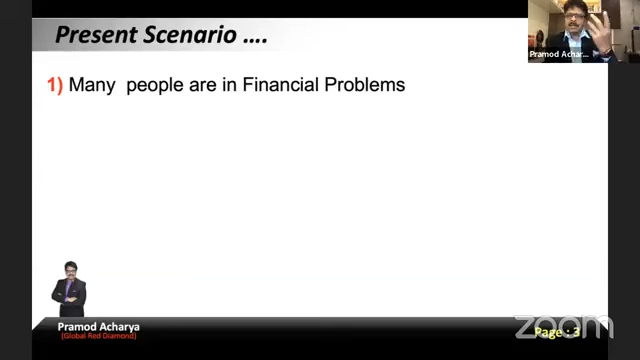 Present Scenario ....
Pramod Achar...
1) Many people are in Financial Problems
Pramod Acharya
(Global Red Diamond)
zoom
Page : 3